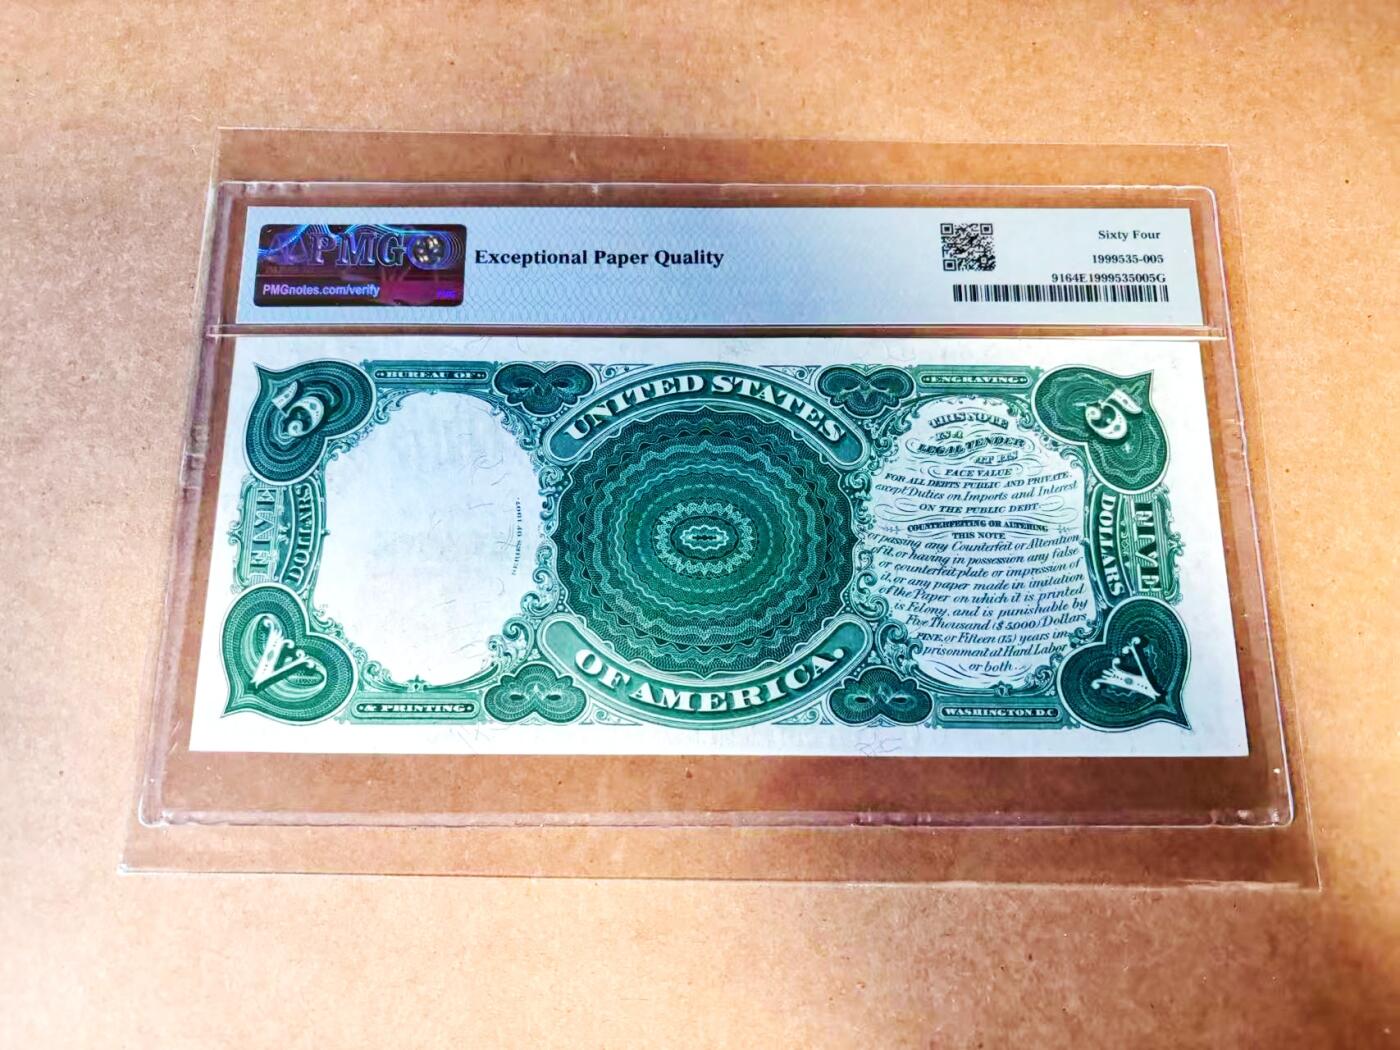 PMG
PMGnotes.com/verify
Exceptional Paper Quality
Sixty Four
1999535-005
9164E1999535005G
5
BUREAU OF
UNITED STATES
ENGRAVING
5
FIVE
DOLLARS
SERIES OF 1907.
THIS NOTE
IS A
LEGAL TENDER
AT ITS
FACE VALUE
FOR ALL DEBTS PUBLIC AND PRIVATE,
except Duties on Imports and Interest
ON THE PUBLIC DEBT.
COUNTERFEITING OR ALTERING
THIS NOTE
or passing any Counterfeit or Alteration
of it, or having in possession any false
or counterfeit plate or impression of
it, or any paper made in imitation
of the Paper on which it is printed
is Felony, and is punishable by
Five Thousand ($5000) Dollars
FINE, or Fifteen (15) years im-
prisonment at Hard Labor
or both.
FIVE
DOLLARS
V
& PRINTING
OF AMERICA.
WASHINGTON D.C.
V